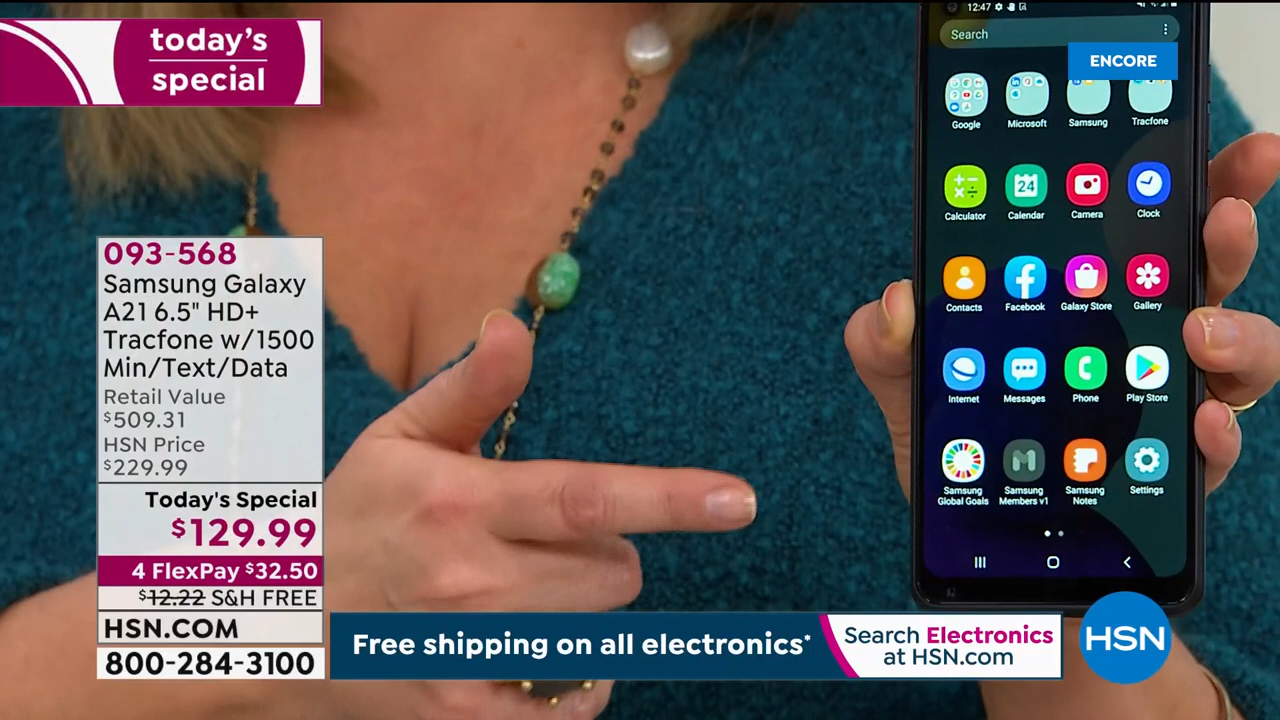 today's
special
093-568
Samsung Galaxy
A21 6.5" HD+
Tracfone w/1500
Min/Text/Data
Retail Value
$509.31
HSN Price
$229.99
Today's Special
$129.99
4 FlexPay $32.50
$12.22 S&H FREE
HSN.COM
800-284-3100
Free shipping on all electronics*
Search Electronics
at HSN.com
HSN
ENCORE
12:47
Search
Google Microsoft Samsung Tracfone
24
Calculator Calendar Camera Clock
Contacts Facebook Galaxy Store Gallery
Internet Messages Phone Play Store
Samsung Global Goals
Samsung Members v1
Samsung Notes
Settings